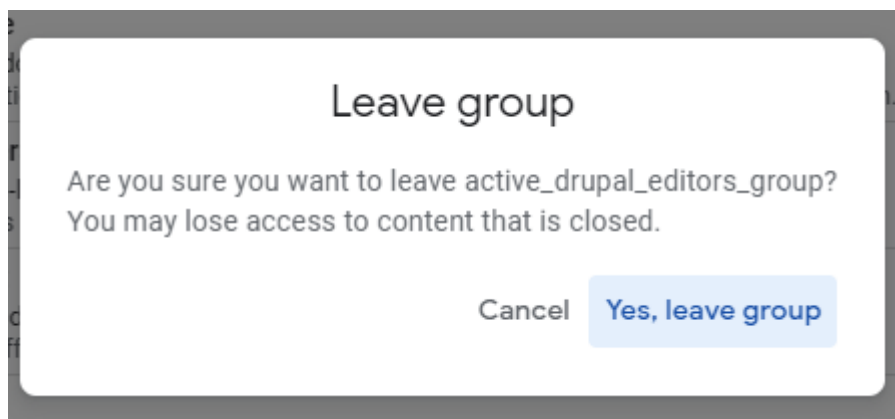 Leave group
Are you sure you want to leave active_drupal_editors_group?
You may lose access to content that is closed.
Cancel
Yes, leave group